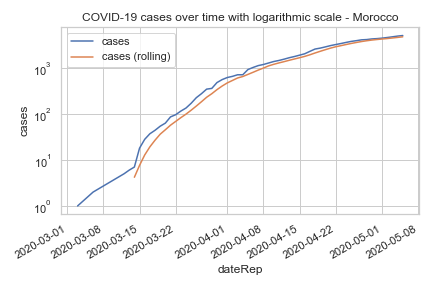 COVID-19 cases over time with logarithmic scale - Morocco
cases
cases (rolling)
10³
10²
10¹
10⁰
cases
2020-03-01
2020-03-08
2020-03-15
2020-03-22
2020-04-01
2020-04-08
2020-04-15
2020-04-22
2020-05-01
2020-05-08
dateRep